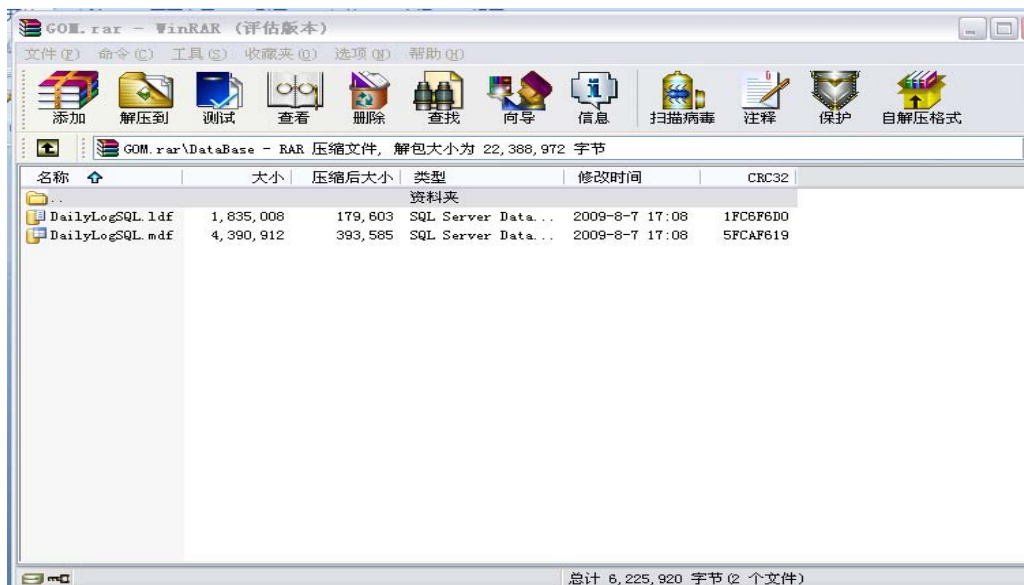 GOM.rar - WinRAR (评估版本)
文件(F) 命令(C) 工具(S) 收藏夹(O) 选项(N) 帮助(H)
添加 解压到 测试 查看 删除 查找 向导 信息 扫描病毒 注释 保护 自解压格式
GOM.rar\DataBase - RAR 压缩文件, 解包大小为 22,388,972 字节
名称 大小 压缩后大小 类型 修改时间 CRC32
.. 资料夹
DailyLogSQL.ldf 1,835,008 179,603 SQL Server Data... 2009-8-7 17:08 1FC6F6D0
DailyLogSQL.mdf 4,390,912 393,585 SQL Server Data... 2009-8-7 17:08 5FCAF619
总计 6,225,920 字节(2 个文件)